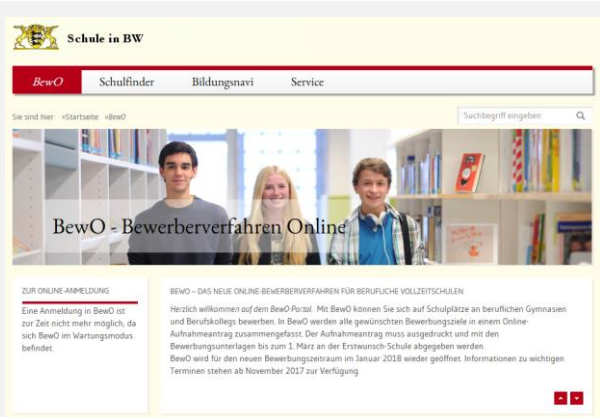 Schule in BW
BewO Schulfinder Bildungsnavi Service
Sie sind hier: »Startseite »BewO
Suchbegriff eingeben
BewO - Bewerberverfahren Online
ZUR ONLINE-ANMELDUNG
Eine Anmeldung in BewO ist
zur Zeit nicht mehr möglich, da
sich BewO im Wartungsmodus
befindet.
BEWO – DAS NEUE ONLINE-BEWERBERVERFAHREN FÜR BERUFLICHE VOLLZEITSCHULEN
Herzlich willkommen auf dem BewO-Portal. Mit BewO können Sie sich auf Schulplätze an beruflichen Gymnasien
und Berufskollegs bewerben. In BewO werden alle gewünschten Bewerbungsziele in einem Online-
Aufnahmeantrag zusammengefasst. Der Aufnahmeantrag muss ausgedruckt und mit den
Bewerbungsunterlagen bis zum 1. März an der Erstwunsch-Schule abgegeben werden.
BewO wird für den neuen Bewerbungszeitraum im Januar 2018 wieder geöffnet. Informationen zu wichtigen
Terminen stehen ab November 2017 zur Verfügung.